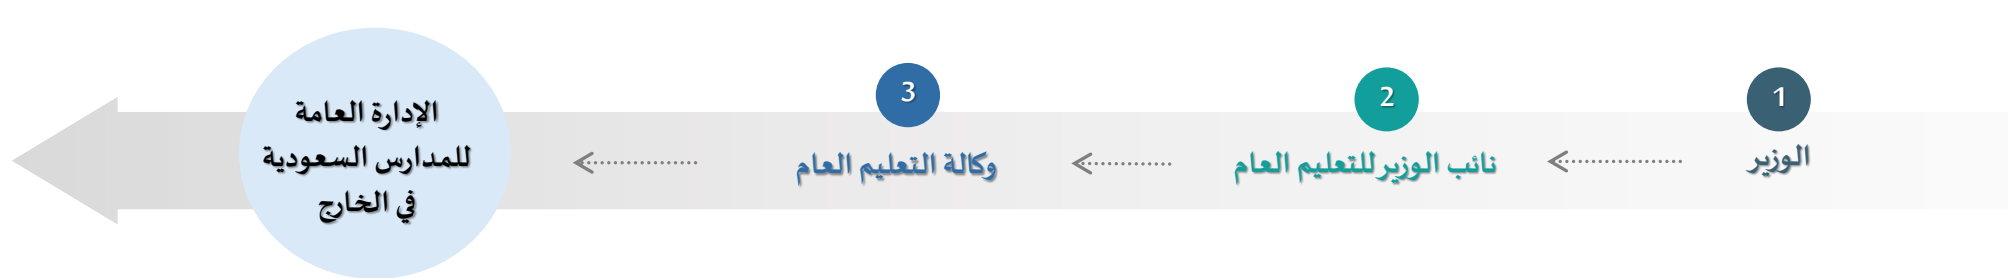 1
الوزير
2
نائب الوزير للتعليم العام
3
وكالة التعليم العام
الإدارة العامة
للمدارس السعودية
في الخارج